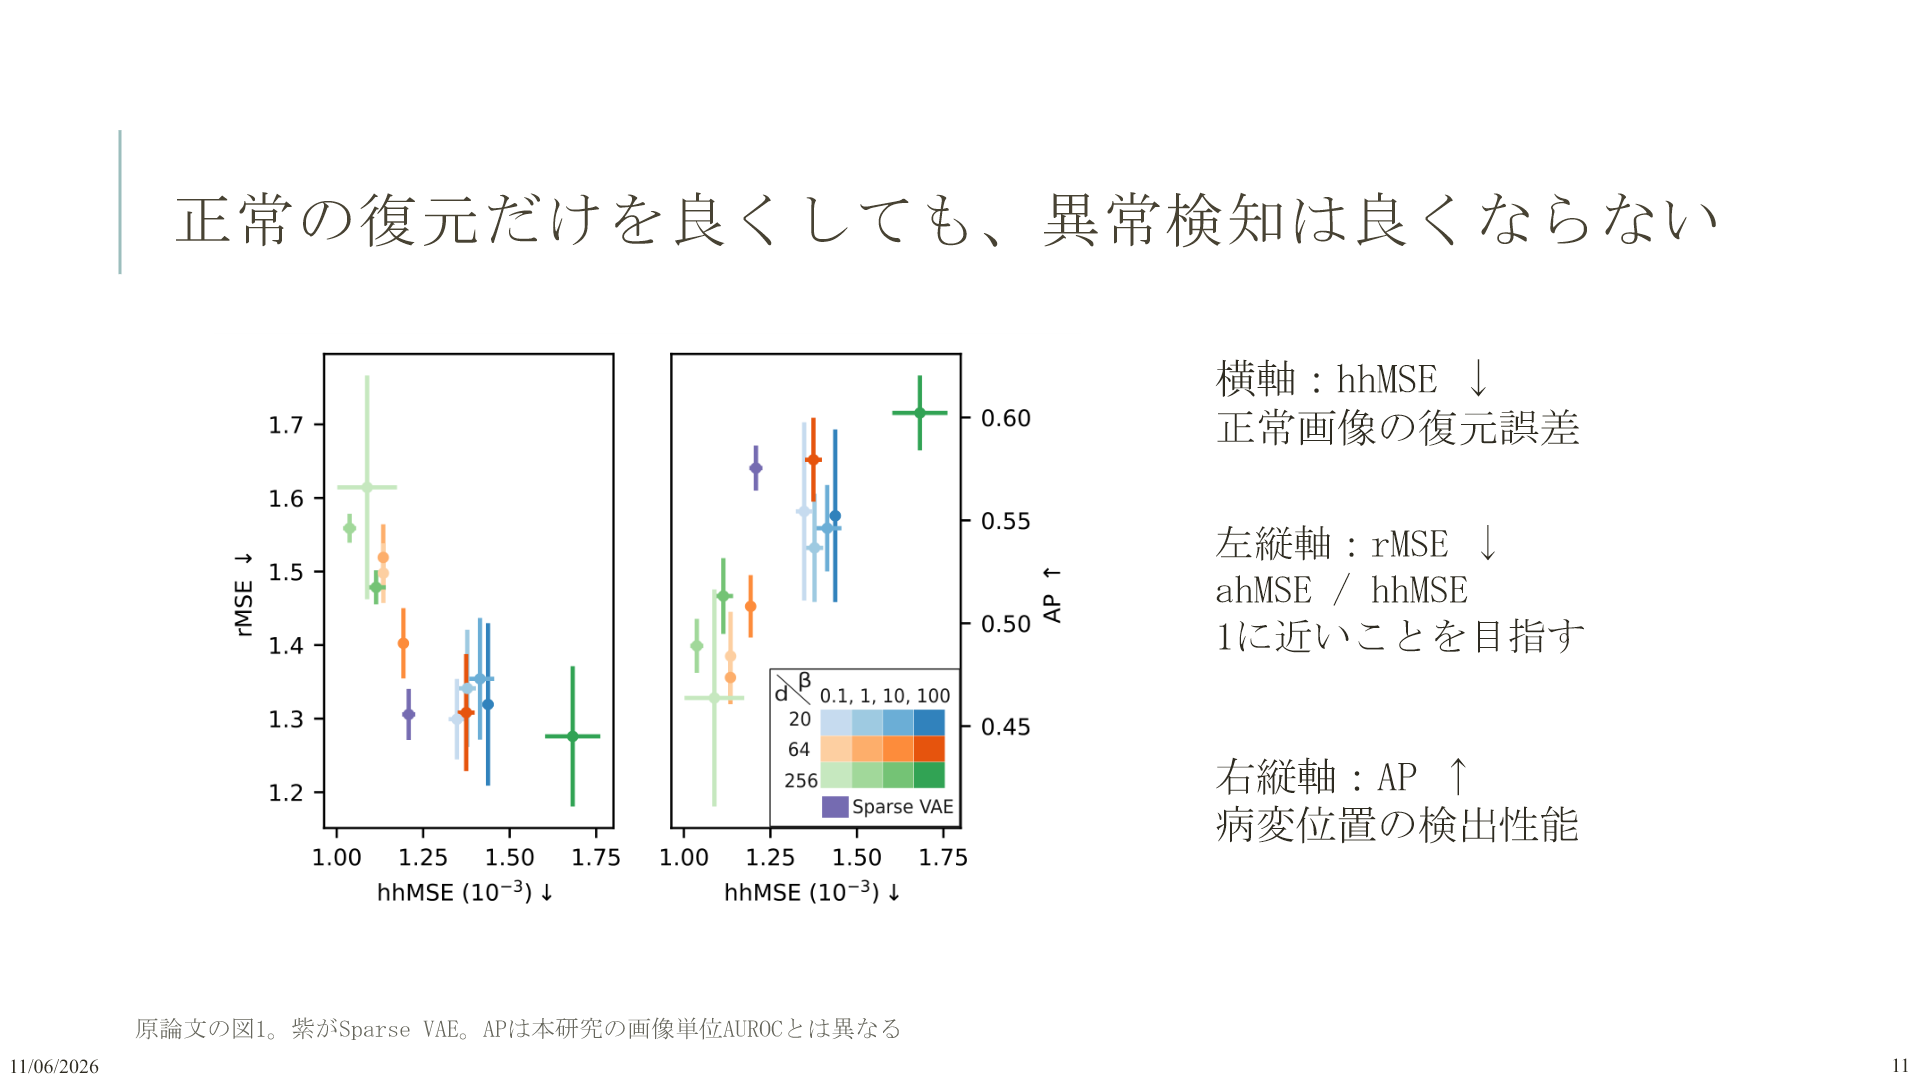 正常の復元だけを良くしても、異常検知は良くならない
1.7
1.6
1.5
1.4
1.3
1.2
rMSE ↓
1.00 1.25 1.50 1.75
hhMSE (10⁻³) ↓
0.60
0.55
0.50
0.45
AP ↑
1.00 1.25 1.50 1.75
hhMSE (10⁻³) ↓
d β 0.1, 1, 10, 100
20
64
256
Sparse VAE
横軸：hhMSE ↓
正常画像の復元誤差
左縦軸：rMSE ↓
ahMSE / hhMSE
1に近いことを目指す
右縦軸：AP ↑
病変位置の検出性能
原論文の図1。紫がSparse VAE。APは本研究の画像単位AUROCとは異なる
11/06/2026
11